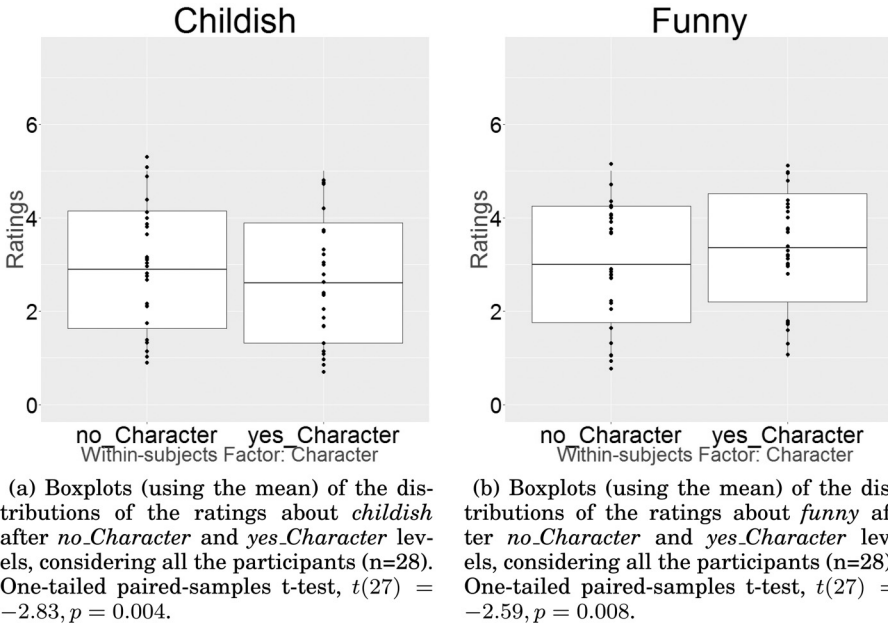 Childish
Ratings
6
4
2
0
no_Character yes_Character
Within-subjects Factor: Character
(a) Boxplots (using the mean) of the dis-
tributions of the ratings about childish
after no_Character and yes_Character lev-
els, considering all the participants (n=28).
One-tailed paired-samples t-test, t(27) =
−2.83, p = 0.004.
Funny
Ratings
6
4
2
0
no_Character yes_Character
Within-subjects Factor: Character
(b) Boxplots (using the mean) of the dis-
tributions of the ratings about funny af-
ter no_Character and yes_Character lev-
els, considering all the participants (n=28)
One-tailed paired-samples t-test, t(27) =
−2.59, p = 0.008.